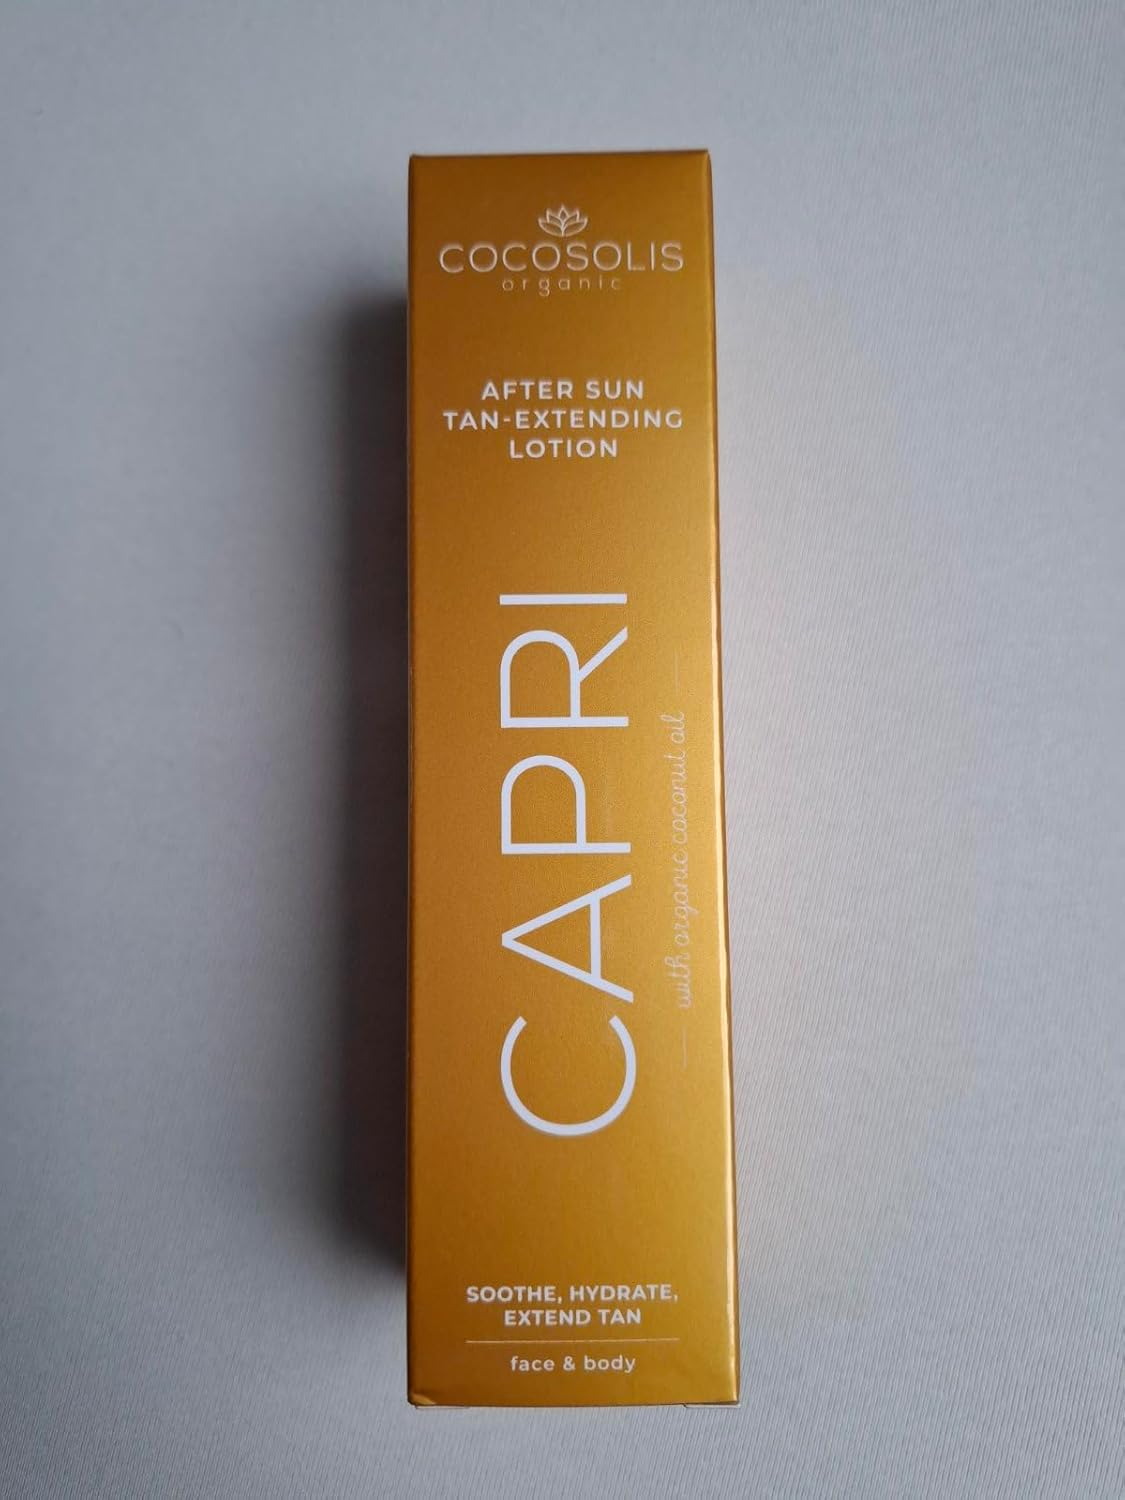 COCOSOLIS
organic
AFTER SUN
TAN-EXTENDING
LOTION
CAPRI
with organic coconut oil
SOOTHE, HYDRATE,
EXTEND TAN
face & body